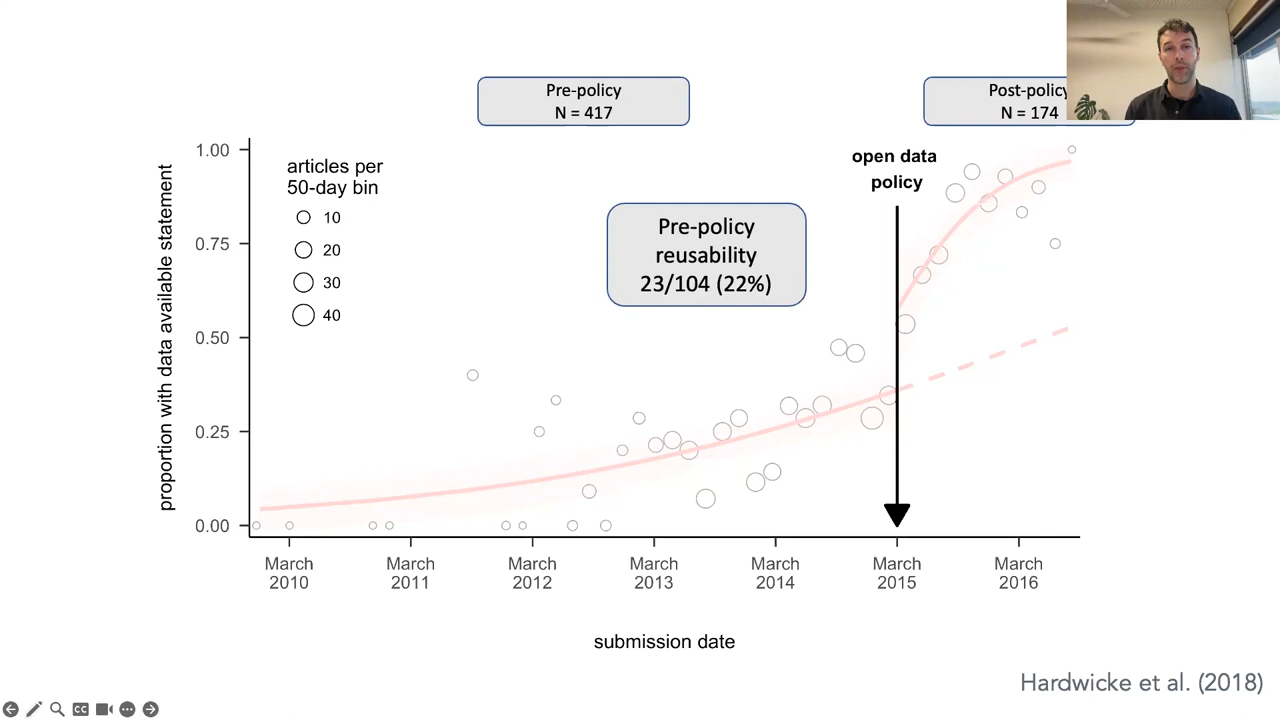 Pre-policy
N = 417
Post-policy
N = 174
1.00
0.75
0.50
0.25
0.00
proportion with data available statement
articles per
50-day bin
10
20
30
40
Pre-policy
reusability
23/104 (22%)
open data
policy
March
2010
March
2011
March
2012
March
2013
March
2014
March
2015
March
2016
submission date
Hardwicke et al. (2018)
CC